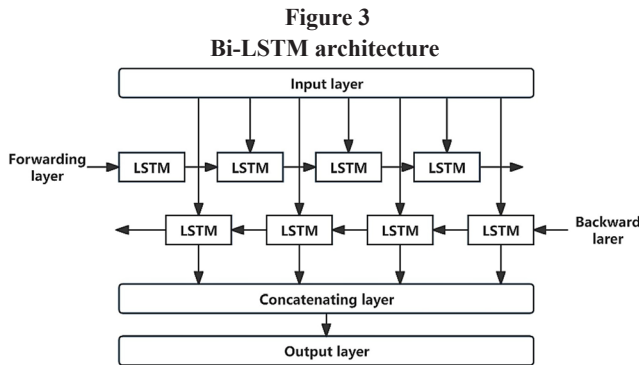 Figure 3
Bi-LSTM architecture
Input layer
Forwarding
layer
LSTM
LSTM
LSTM
LSTM
LSTM
LSTM
LSTM
LSTM
Backward
larer
Concatenating layer
Output layer